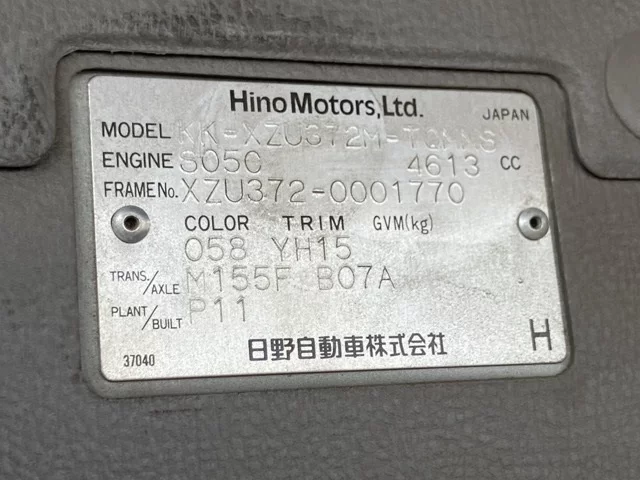 Hino Motors, Ltd.
JAPAN
MODEL KK-XZU372M-TQMMS
ENGINE S05C 4613 CC
FRAME No. XZU372-0001770
COLOR TRIM GVM(kg)
058 YH15
TRANS./AXLE M155F B07A
PLANT/BUILT P11
37040 日野自動車株式会社 H